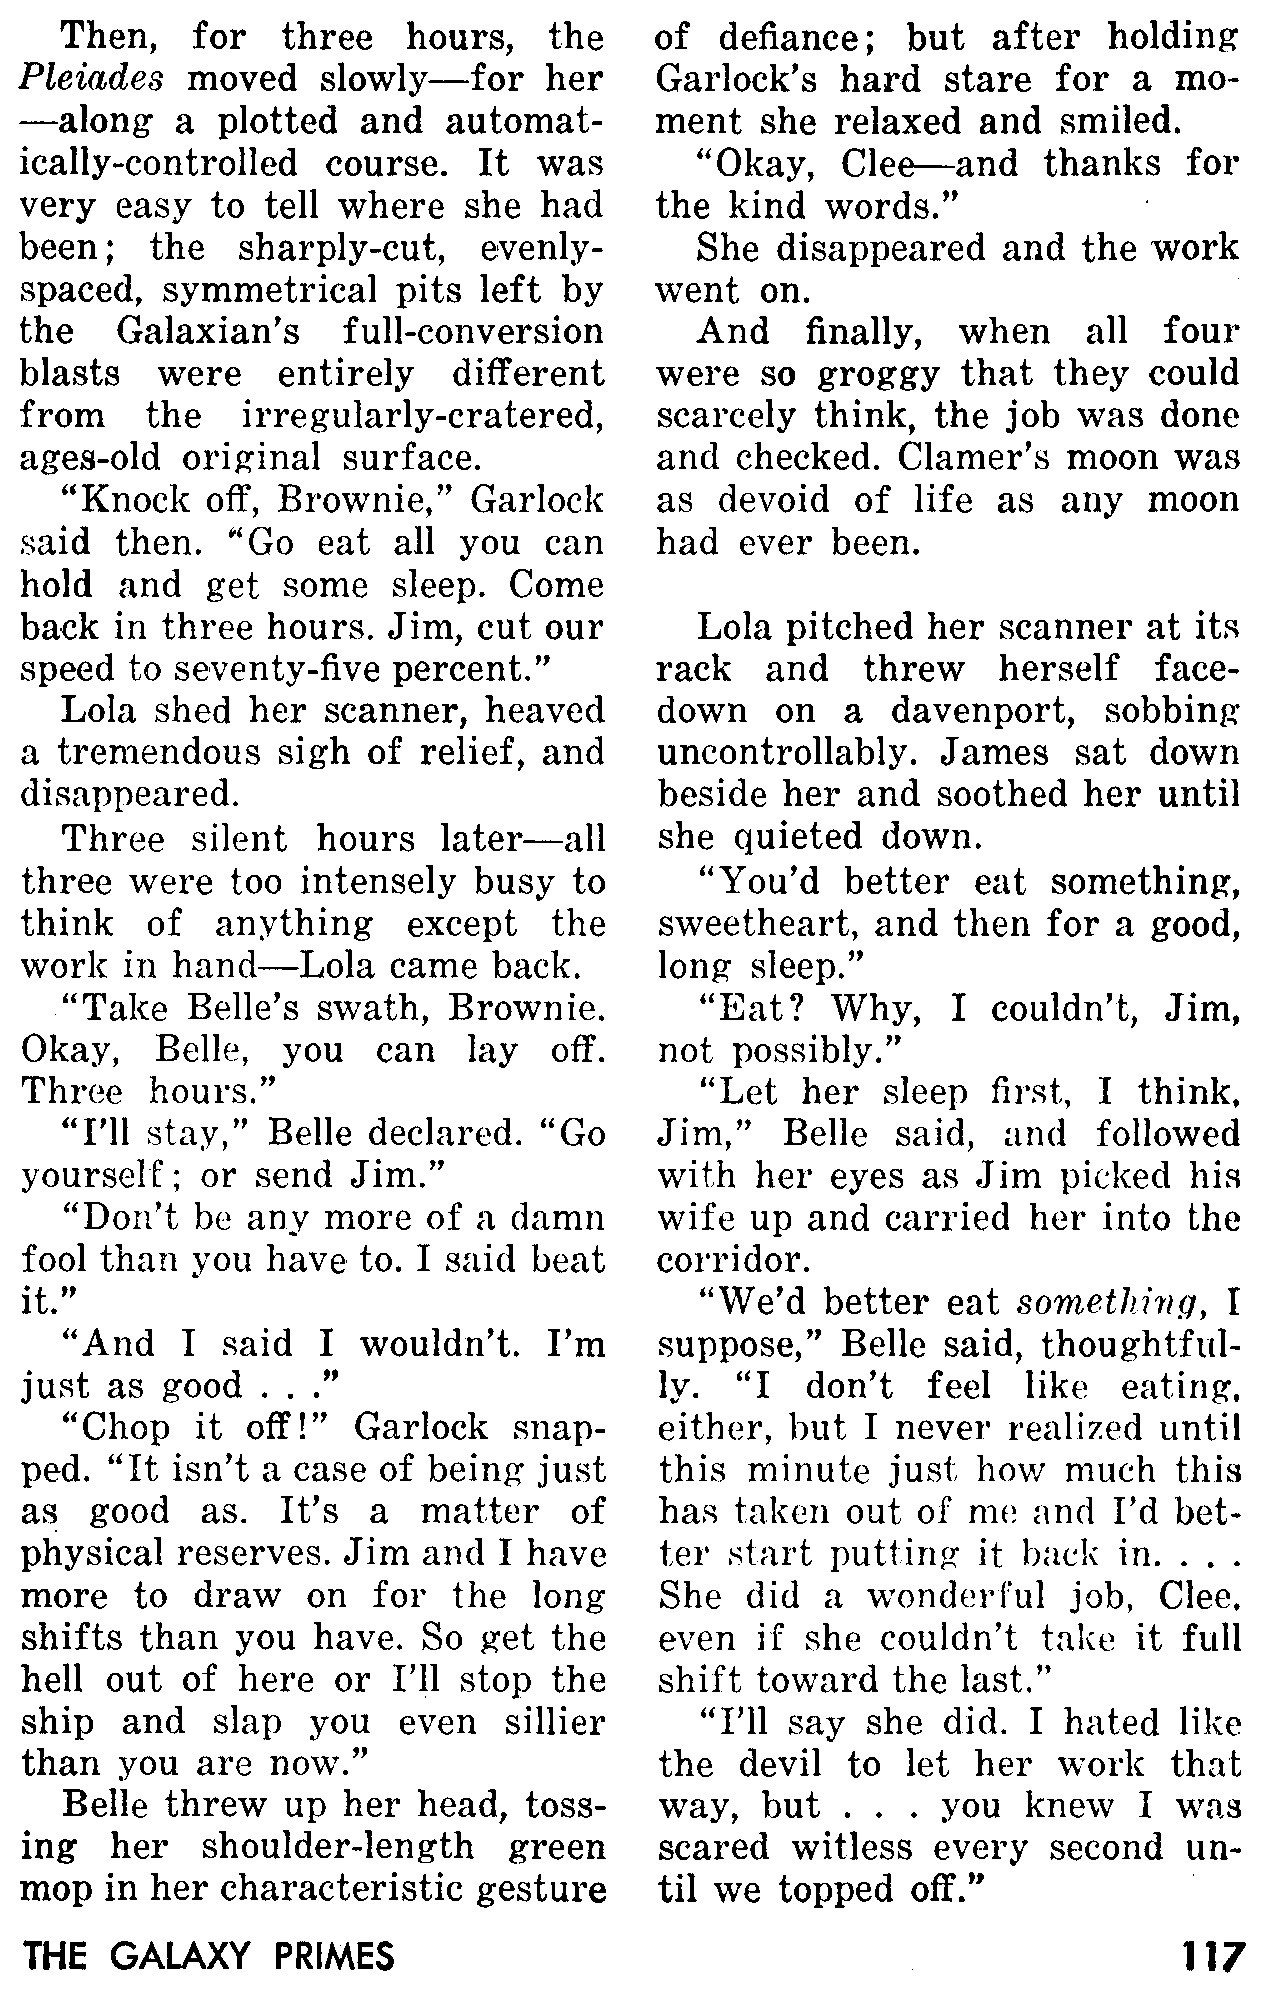 Then, for three hours, the
Pleiades moved slowly—for her
—along a plotted and automat-
ically-controlled course. It was
very easy to tell where she had
been; the sharply-cut, evenly-
spaced, symmetrical pits left by
the Galaxian's full-conversion
blasts were entirely different
from the irregularly-cratered,
ages-old original surface.
"Knock off, Brownie," Garlock
said then. "Go eat all you can
hold and get some sleep. Come
back in three hours. Jim, cut our
speed to seventy-five percent."
Lola shed her scanner, heaved
a tremendous sigh of relief, and
disappeared.
Three silent hours later—all
three were too intensely busy to
think of anything except the
work in hand—Lola came back.
"Take Belle's swath, Brownie.
Okay, Belle, you can lay off.
Three hours."
"I'll stay," Belle declared. "Go
yourself; or send Jim."
"Don't be any more of a damn
fool than you have to. I said beat
it."
"And I said I wouldn't. I'm
just as good . . ."
"Chop it off!" Garlock snap-
ped. "It isn't a case of being just
as good as. It's a matter of
physical reserves. Jim and I have
more to draw on for the long
shifts than you have. So get the
hell out of here or I'll stop the
ship and slap you even sillier
than you are now."
Belle threw up her head, toss-
ing her shoulder-length green
mop in her characteristic gesture
of defiance; but after holding
Garlock's hard stare for a mo-
ment she relaxed and smiled.
"Okay, Clee—and thanks for
the kind words."
She disappeared and the work
went on.
And finally, when all four
were so groggy that they could
scarcely think, the job was done
and checked. Clamer's moon was
as devoid of life as any moon
had ever been.
Lola pitched her scanner at its
rack and threw herself face-
down on a davenport, sobbing
uncontrollably. James sat down
beside her and soothed her until
she quieted down.
"You'd better eat something,
sweetheart, and then for a good,
long sleep."
"Eat? Why, I couldn't, Jim,
not possibly."
"Let her sleep first, I think,
Jim," Belle said, and followed
with her eyes as Jim picked his
wife up and carried her into the
corridor.
"We'd better eat something, I
suppose," Belle said, thoughtful-
ly. "I don't feel like eating,
either, but I never realized until
this minute just how much this
has taken out of me and I'd bet-
ter start putting it back in. . . .
She did a wonderful job, Clee,
even if she couldn't take it full
shift toward the last."
"I'll say she did. I hated like
the devil to let her work that
way, but . . . you knew I was
scared witless every second un-
til we topped off."
THE GALAXY PRIMES 117